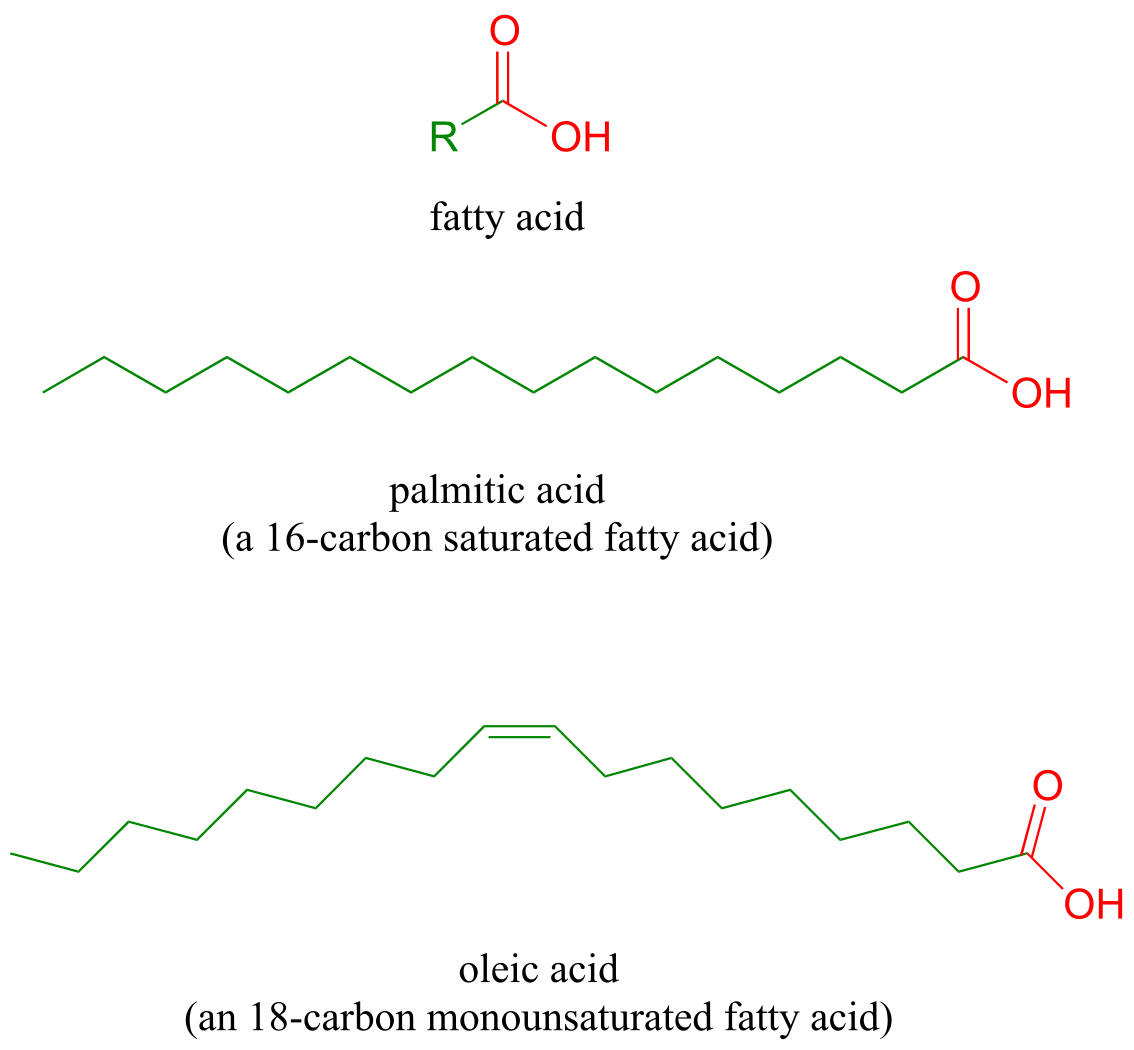 O
R
OH
fatty acid
O
OH
palmitic acid
(a 16-carbon saturated fatty acid)
O
OH
oleic acid
(an 18-carbon monounsaturated fatty acid)